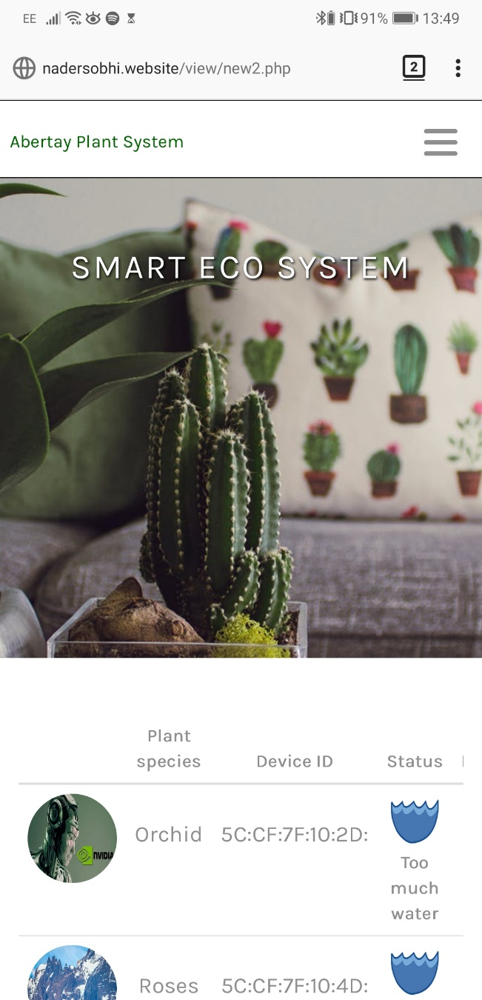 EE 91% 13:49
nadersobhi.website/view/new2.php 2
Abertay Plant System
SMART ECO SYSTEM
Plant
species Device ID Status
NVIDIA
Orchid 5C:CF:7F:10:2D:
Too
much
water
Roses 5C:CF:7F:10:4D: